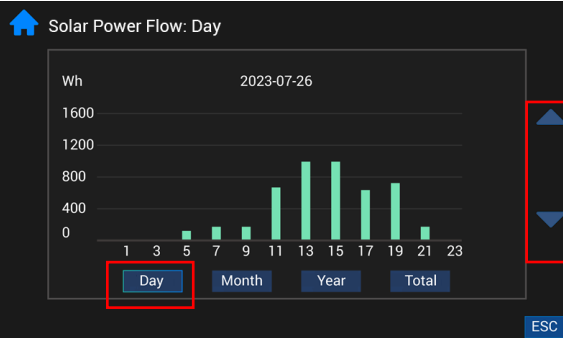 Solar Power Flow: Day
Wh 2023-07-26
1600
1200
800
400
0
1 3 5 7 9 11 13 15 17 19 21 23
Day Month Year Total
ESC